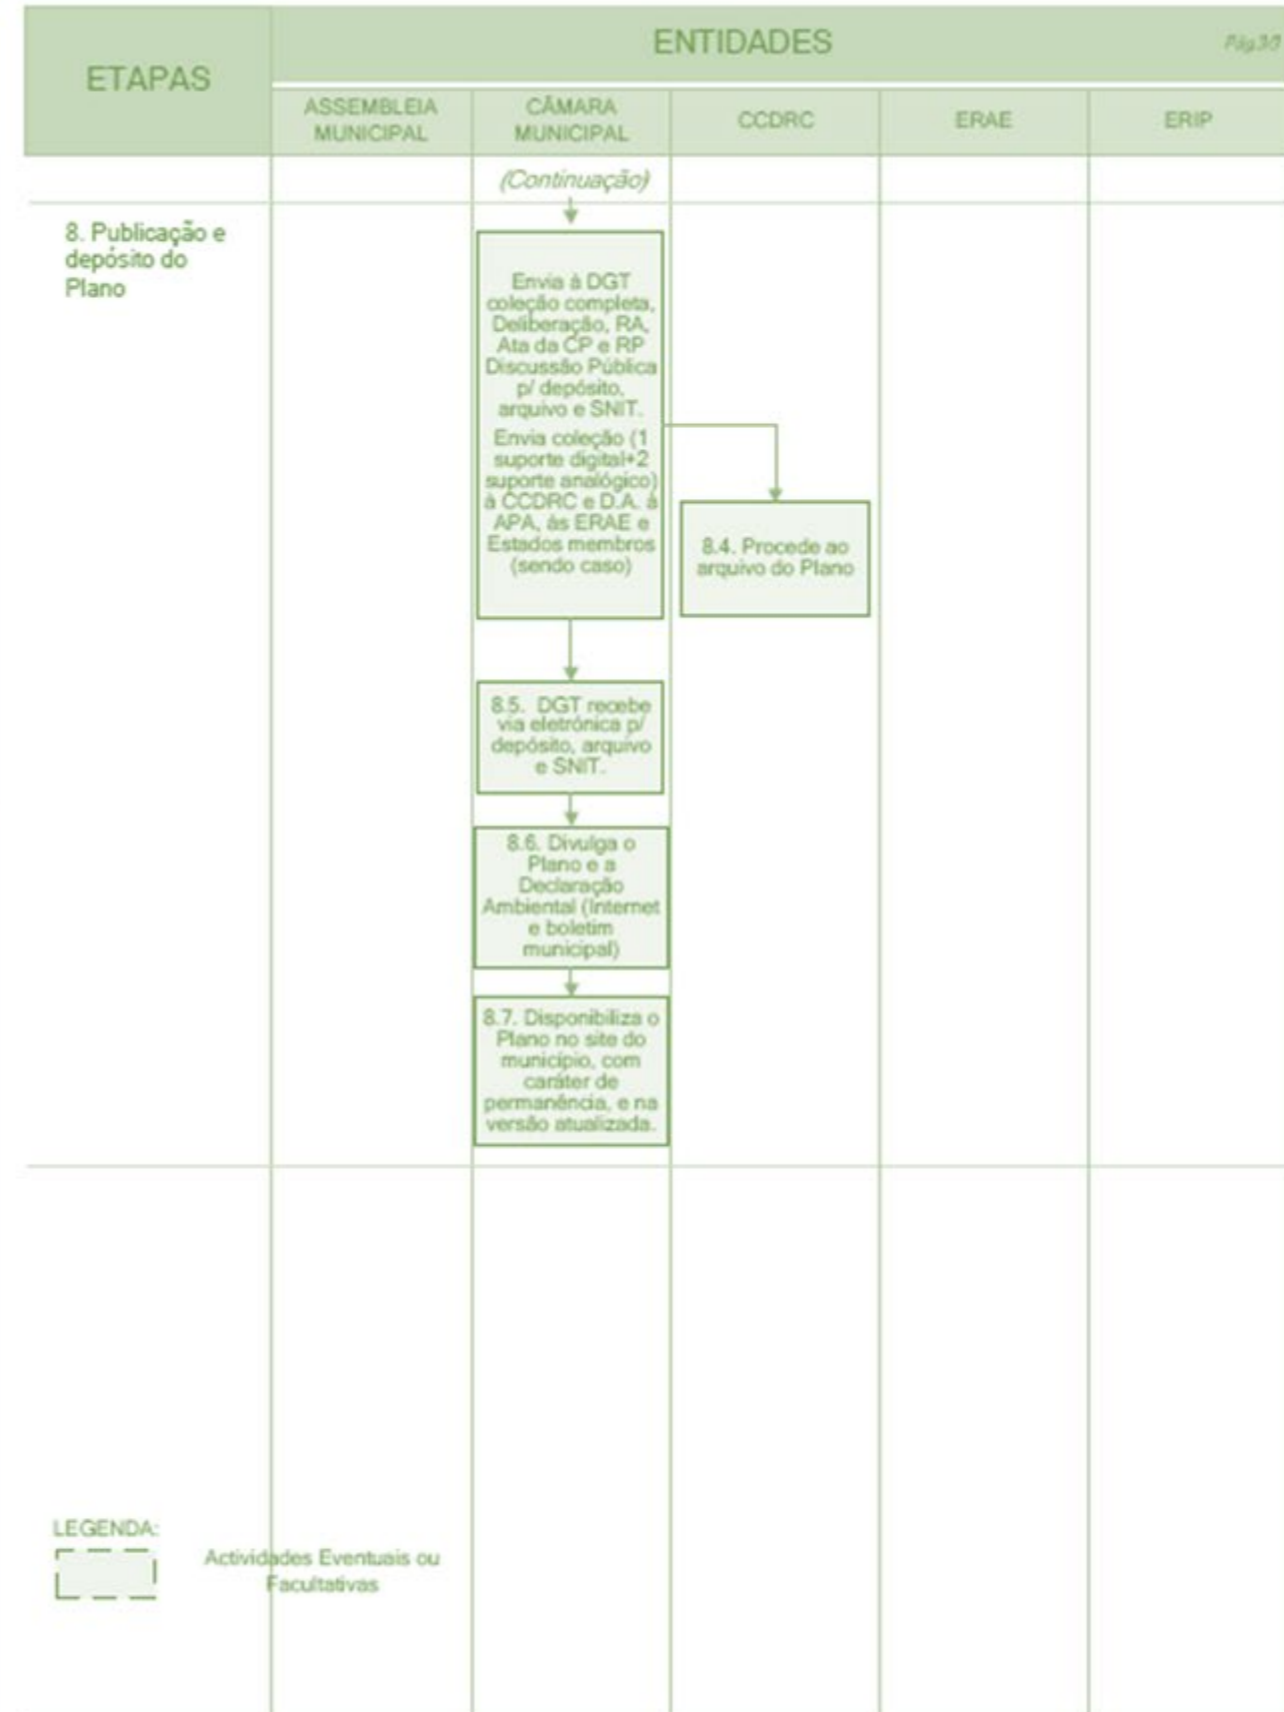 ENTIDADES
Pág.3/3
ETAPAS
ASSEMBLEIA
MUNICIPAL
CÂMARA
MUNICIPAL
CCDRC
ERAE
ERIP
(Continuação)
8. Publicação e
depósito do
Plano
Envia à DGT
coleção completa,
Deliberação, RA,
Ata da CP e RP
Discussão Pública
p/ depósito,
arquivo e SNIT.
Envia coleção (1
suporte digital+2
suporte analógico)
à CCDRC e D.A. à
APA, às ERAE e
Estados membros
(sendo caso)
8.4. Procede ao
arquivo do Plano
8.5. DGT recebe
via eletrónica p/
depósito, arquivo
e SNIT.
8.6. Divulga o
Plano e a
Declaração
Ambiental (Internet
e boletim
municipal)
8.7. Disponibiliza o
Plano no site do
município, com
caráter de
permanência, e na
versão atualizada.
LEGENDA:
Actividades Eventuais ou
Facultativas